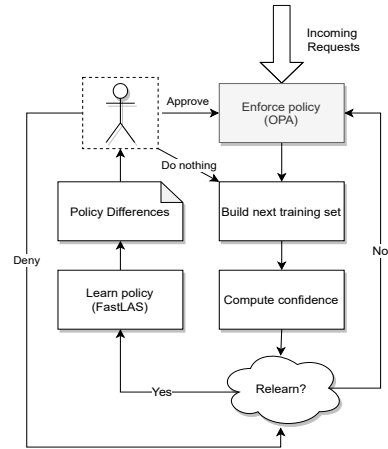 Incoming
Requests
Approve
Enforce policy
(OPA)
Do nothing
Policy Differences
Build next training set
Deny
No
Learn policy
(FastLAS)
Compute confidence
Yes
Relearn?